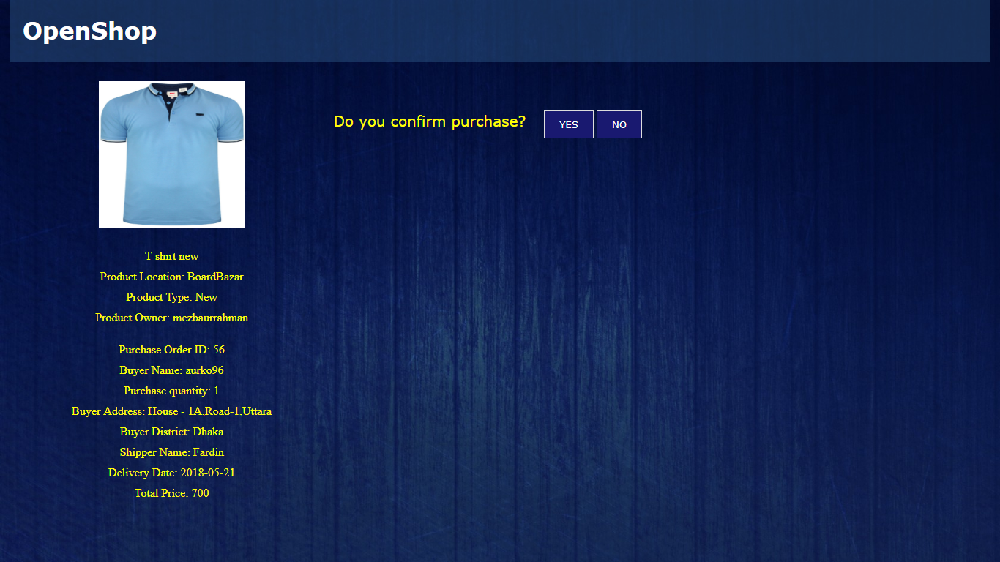 OpenShop
Do you confirm purchase?
YES
NO
T shirt new
Product Location: BoardBazar
Product Type: New
Product Owner: mezbaurrahman
Purchase Order ID: 56
Buyer Name: aurko96
Purchase quantity: 1
Buyer Address: House - 1A,Road-1,Uttara
Buyer District: Dhaka
Shipper Name: Fardin
Delivery Date: 2018-05-21
Total Price: 700